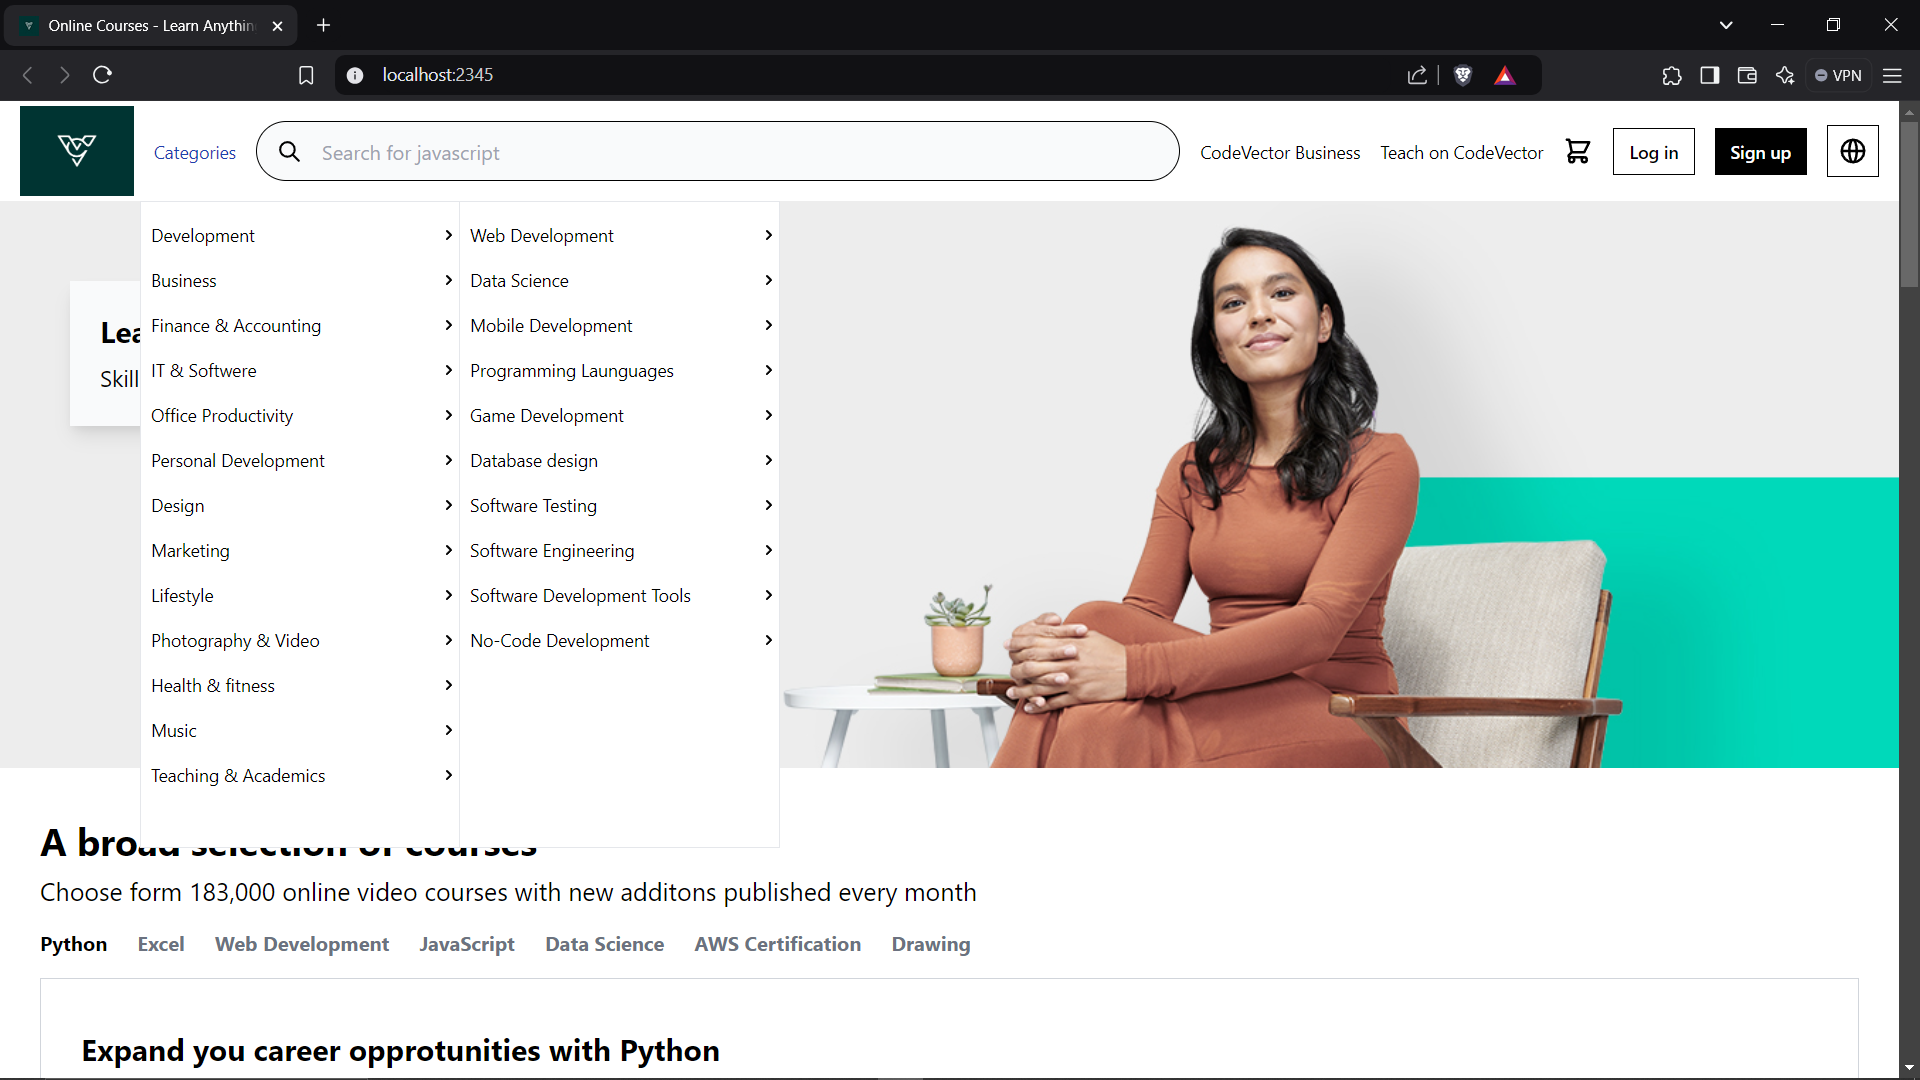 Online Courses - Learn Anythin
localhost:2345
VPN
Categories
Search for javascript
CodeVector Business
Teach on CodeVector
Log in
Sign up
Development
Business
Finance & Accounting
IT & Softwere
Office Productivity
Personal Development
Design
Marketing
Lifestyle
Photography & Video
Health & fitness
Music
Teaching & Academics
Web Development
Data Science
Mobile Development
Programming Launguages
Game Development
Database design
Software Testing
Software Engineering
Software Development Tools
No-Code Development
Lea
Skill
A broad selection of courses
Choose form 183,000 online video courses with new additons published every month
Python Excel Web Development JavaScript Data Science AWS Certification Drawing
Expand you career opprotunities with Python